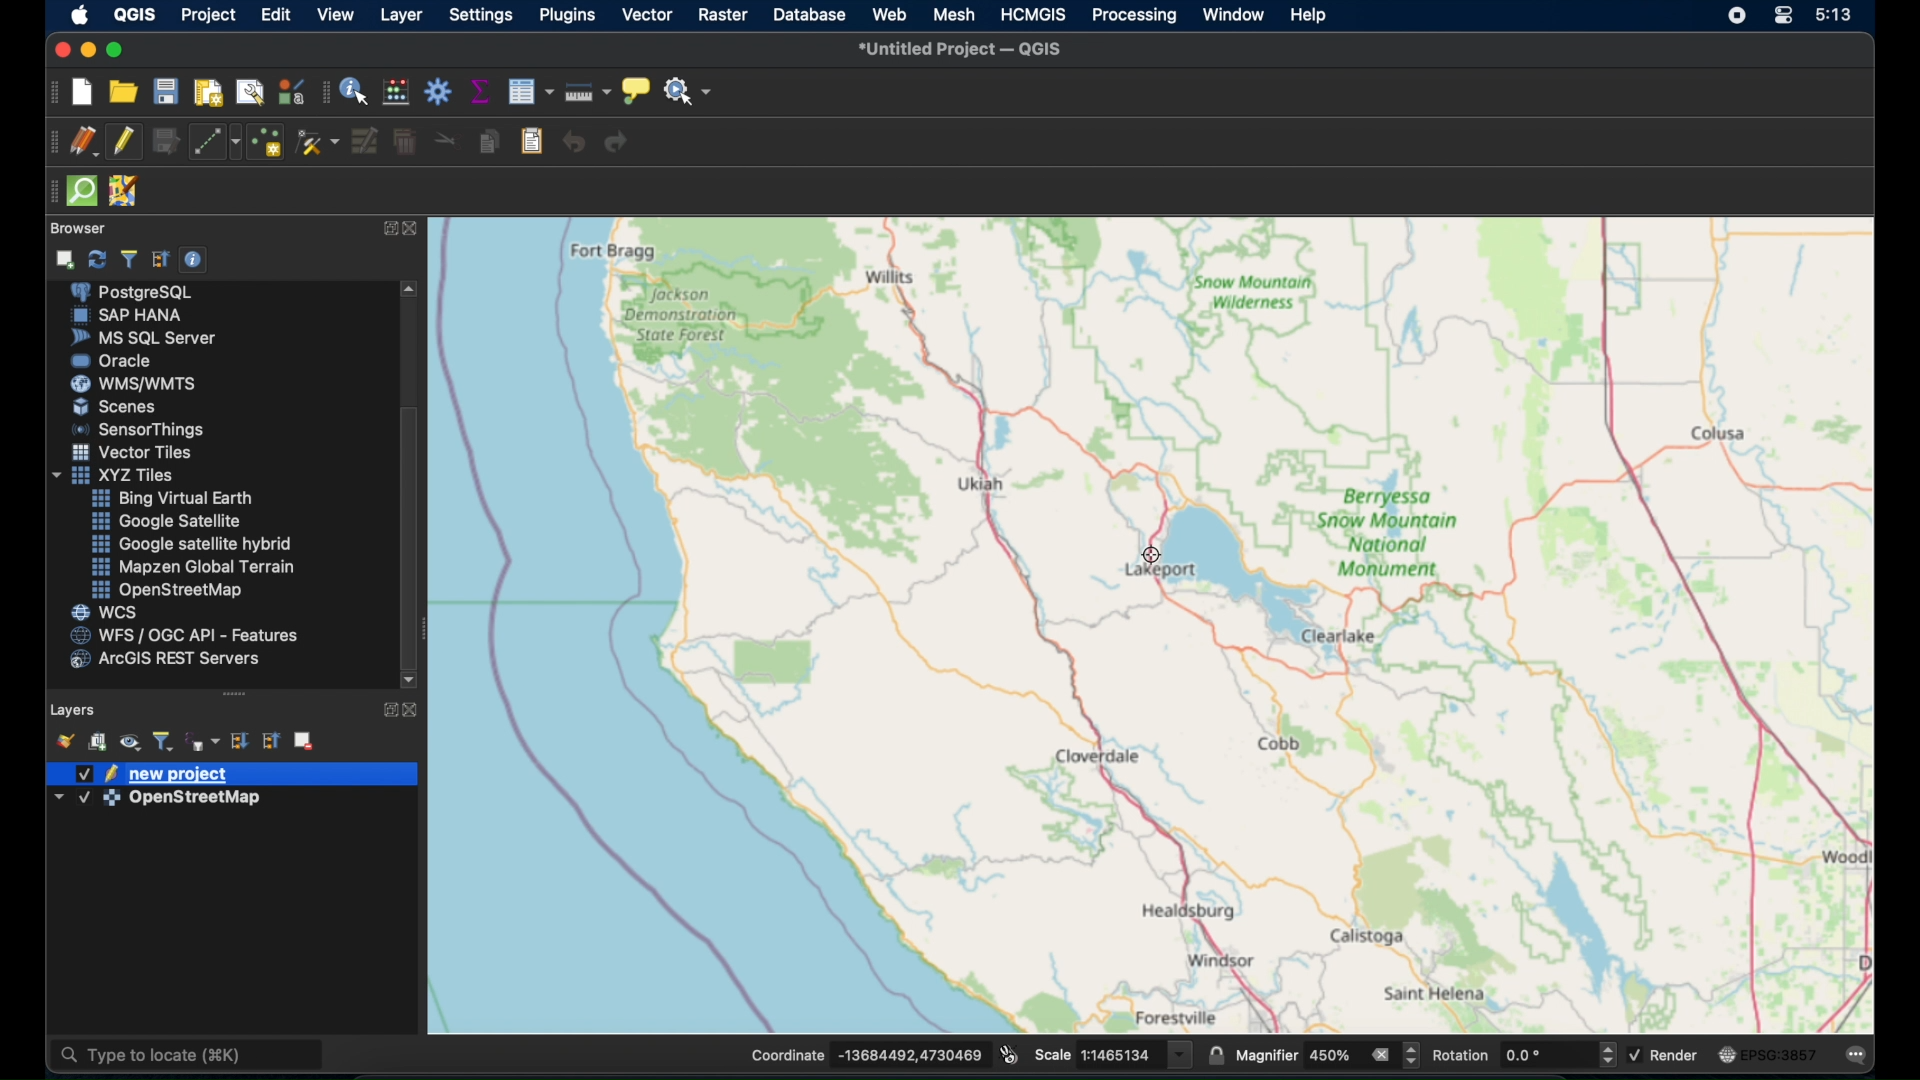 QGIS Project Edit View Layer Settings Plugins Vector Raster Database Web Mesh HCMGIS Processing Window Help 5:13
*Untitled Project — QGIS
Browser
PostgreSQL
SAP HANA
MS SQL Server
Oracle
WMS/WMTS
Scenes
SensorThings
Vector Tiles
XYZ Tiles
Bing Virtual Earth
Google Satellite
Google satellite hybrid
Mapzen Global Terrain
OpenStreetMap
WCS
WFS / OGC API - Features
ArcGIS REST Servers
Layers
new project
OpenStreetMap
Fort Bragg
Willits
Jackson
Demonstration
State Forest
Snow Mountain
Wilderness
Colusa
Ukiah
Berryessa
Snow Mountain
National
Monument
Lakeport
Clearlake
Cobb
Cloverdale
Woodl
Healdsburg
Calistoga
Windsor
D
Saint Helena
Forestville
Type to locate (⌘K)
Coordinate -13684492,4730469 Scale 1:1465134 Magnifier 450% Rotation 0.0 ° Render EPSG:3857